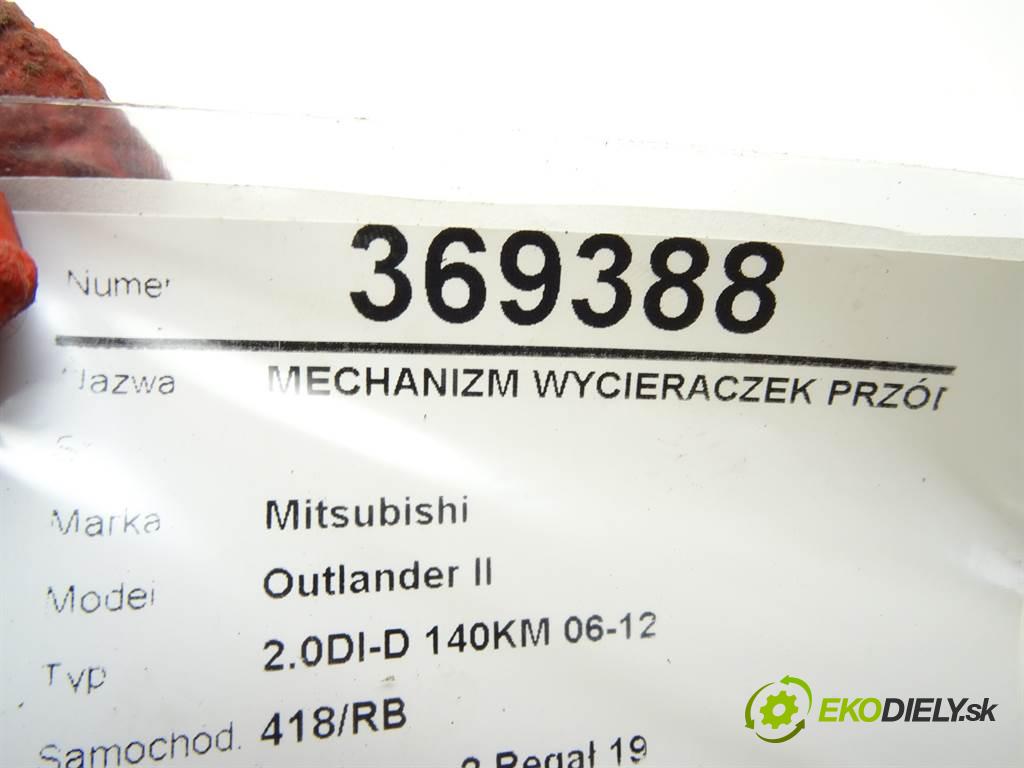 Numer 369388
Nazwa MECHANIZM WYCIERACZEK PRZÓD
Marka Mitsubishi
Model Outlander II
Typ 2.0DI-D 140KM 06-12
Samochod. 418/RB
Regał 19
EKODIELY.sk